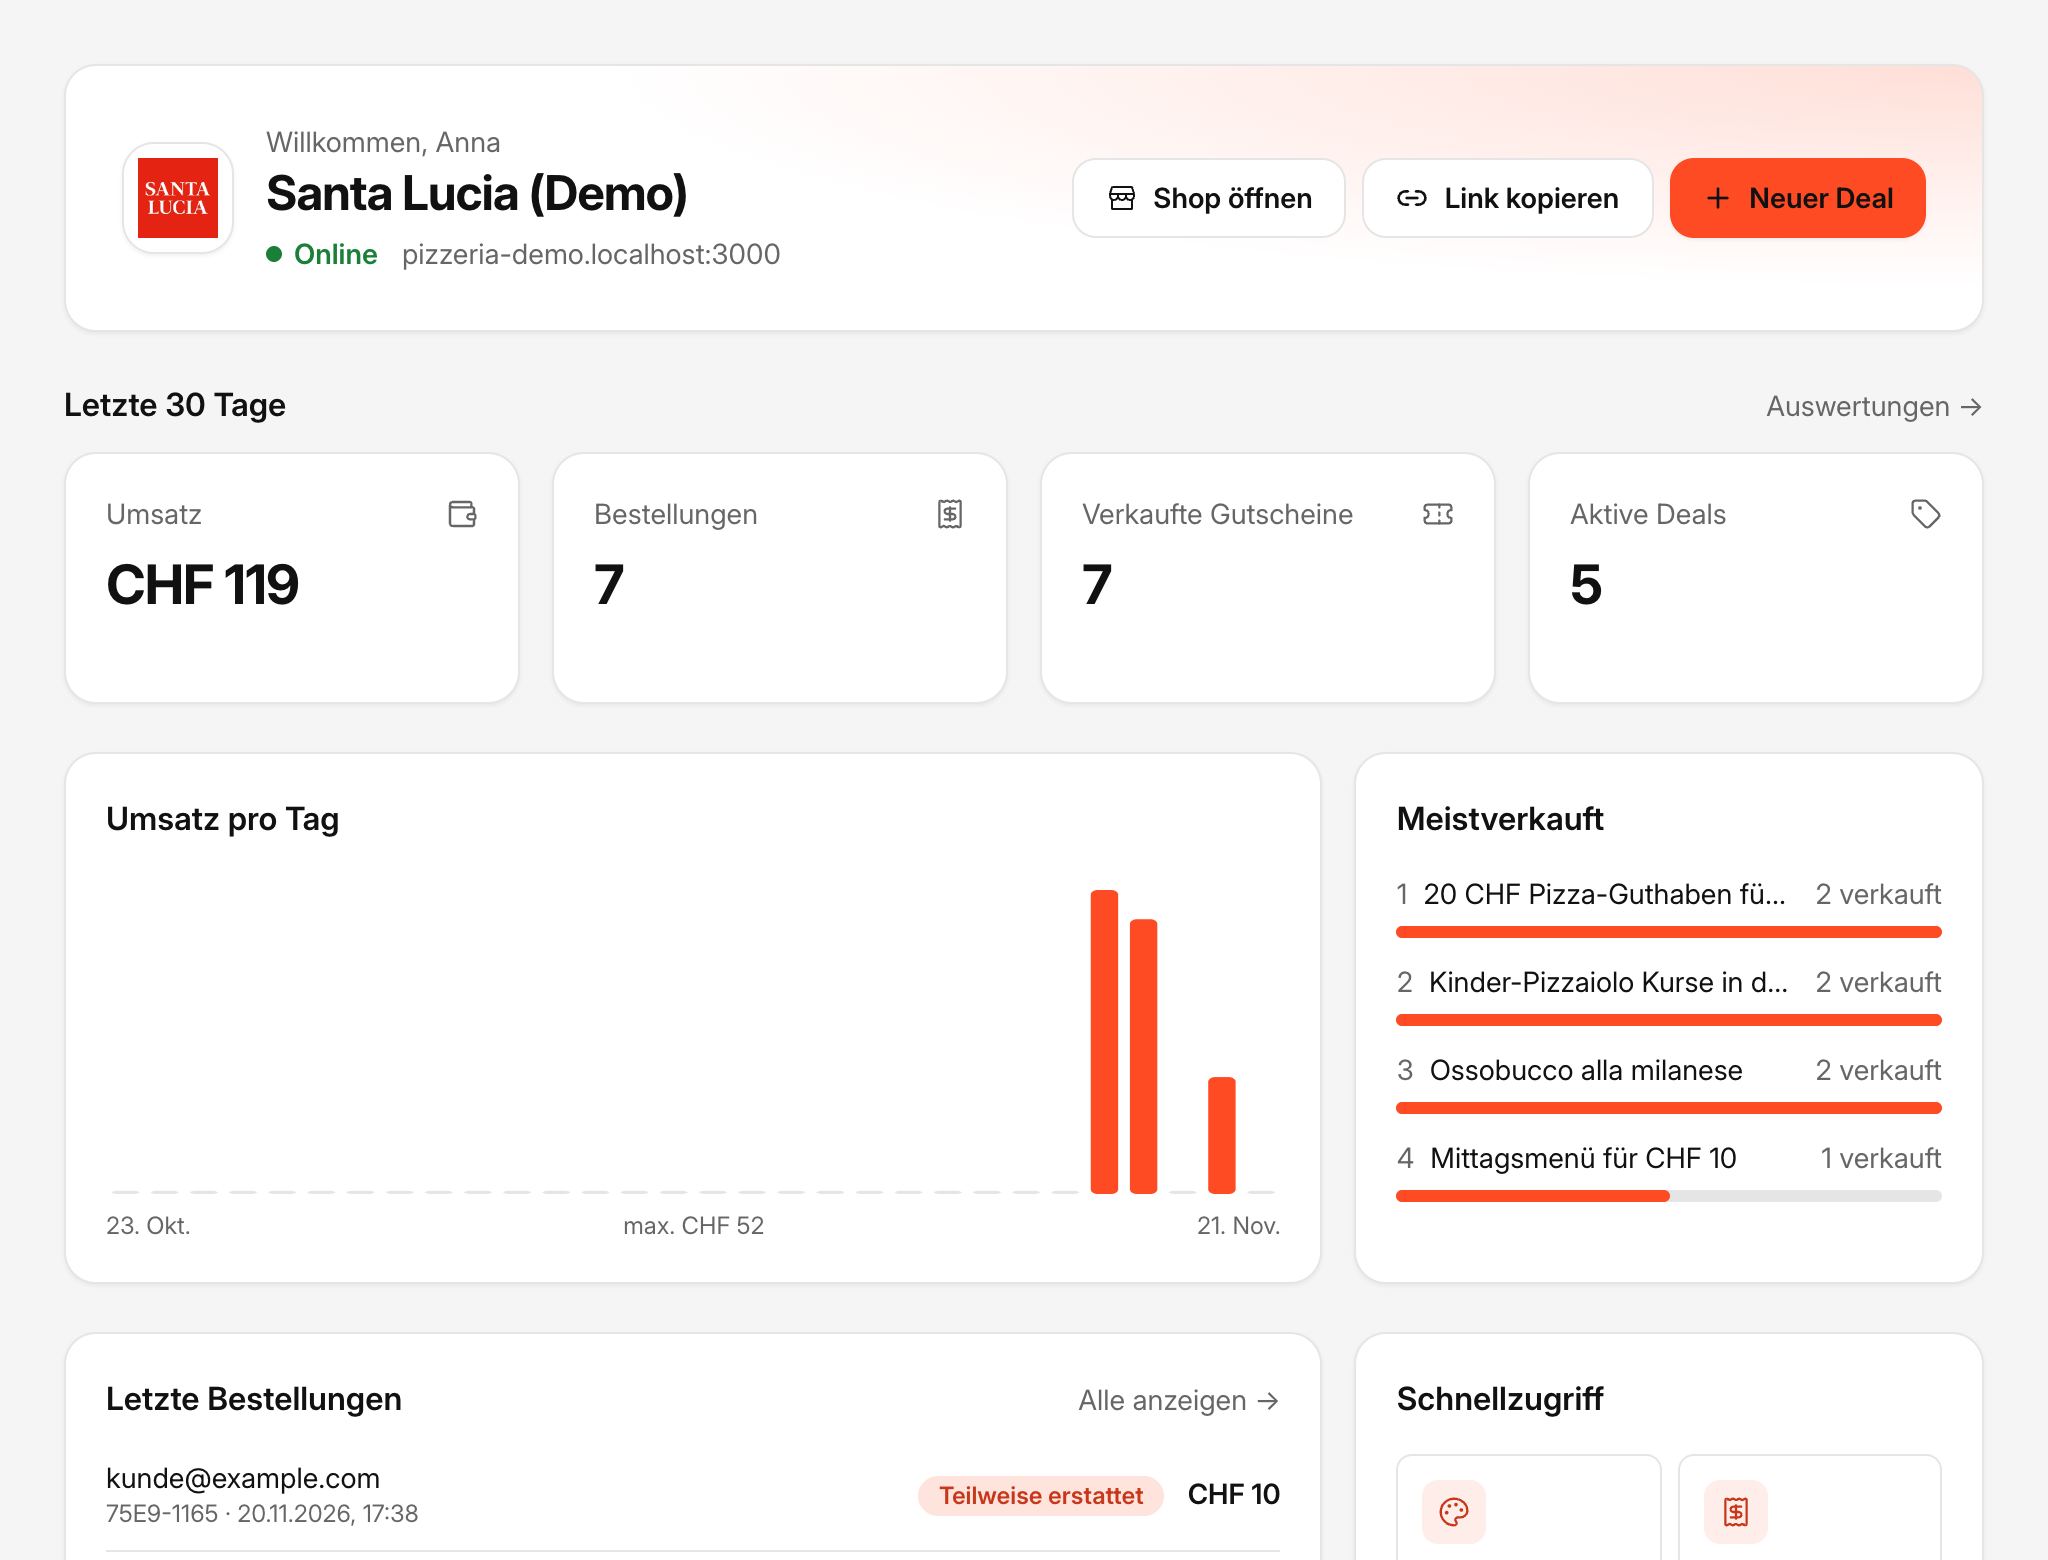 SANTA
LUCIA
Willkommen, Anna
Santa Lucia (Demo)
Online pizzeria-demo.localhost:3000
Shop öffnen
Link kopieren
Neuer Deal
Letzte 30 Tage
Auswertungen →
Umsatz
CHF 119
Bestellungen
7
Verkaufte Gutscheine
7
Aktive Deals
5
Umsatz pro Tag
23. Okt.
max. CHF 52
21. Nov.
Meistverkauft
1 20 CHF Pizza-Guthaben fü... 2 verkauft
2 Kinder-Pizzaiolo Kurse in d... 2 verkauft
3 Ossobucco alla milanese 2 verkauft
4 Mittagsmenü für CHF 10 1 verkauft
Letzte Bestellungen
Alle anzeigen →
kunde@example.com
75E9-1165 · 20.11.2026, 17:38
Teilweise erstattet
CHF 10
Schnellzugriff